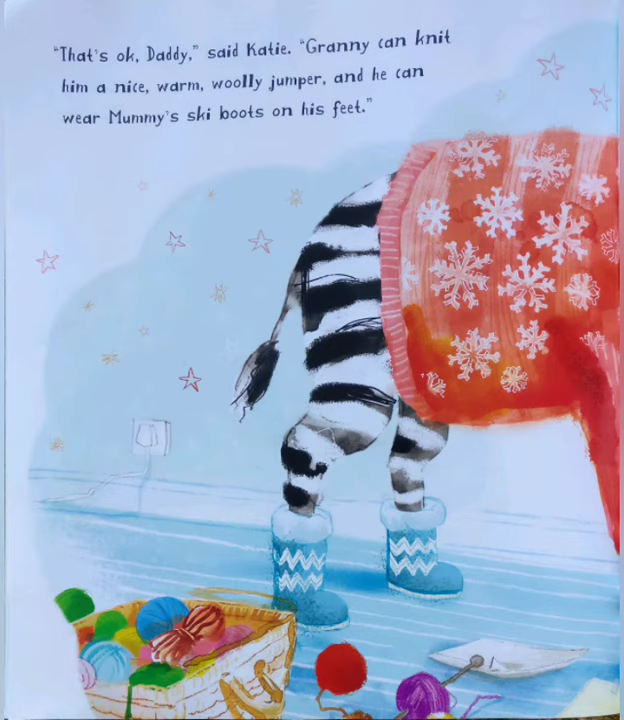 "That's ok, Daddy," said Katie. "Granny can knit
him a nice, warm, woolly jumper, and he can
wear Mummy's ski boots on his feet."